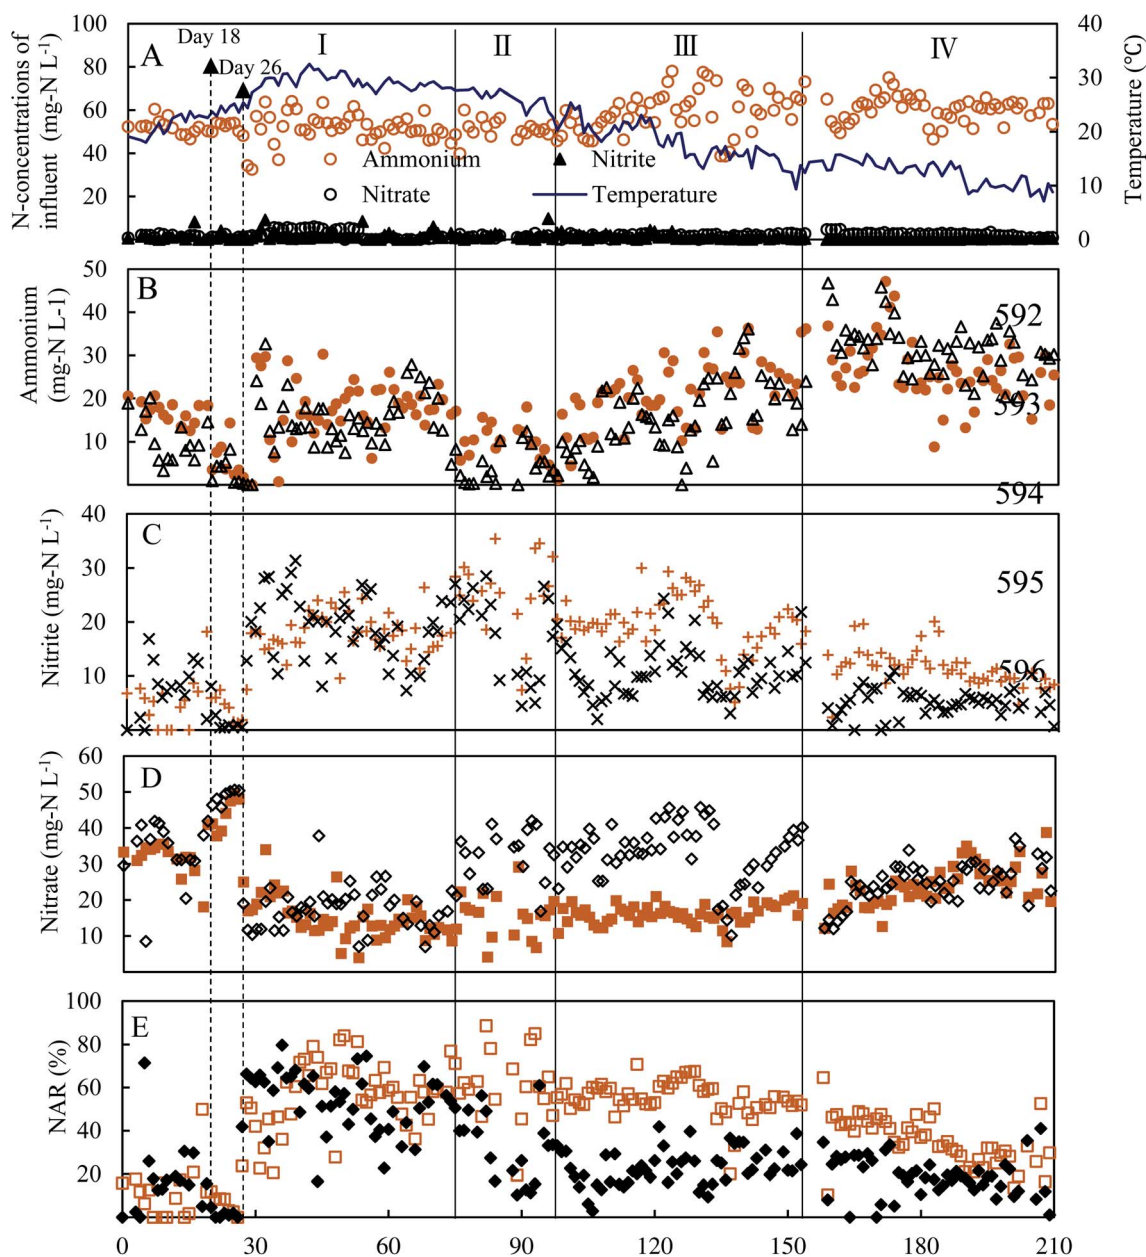 100
80
60
40
20
N-concentrations of
influent (mg-N L-1)
A
Day 18
Day 26
I
II
III
IV
40
30
20
10
0
Temperature (°C)
Ammonium
Nitrite
Nitrate
Temperature
50
40
30
20
10
Ammonium
(mg-N L-1)
B
592
593
594
40
30
20
10
Nitrite (mg-N L-1)
C
595
596
60
50
40
30
20
10
Nitrate (mg-N L-1)
D
100
80
60
40
20
NAR (%)
E
0
30
60
90
120
150
180
210